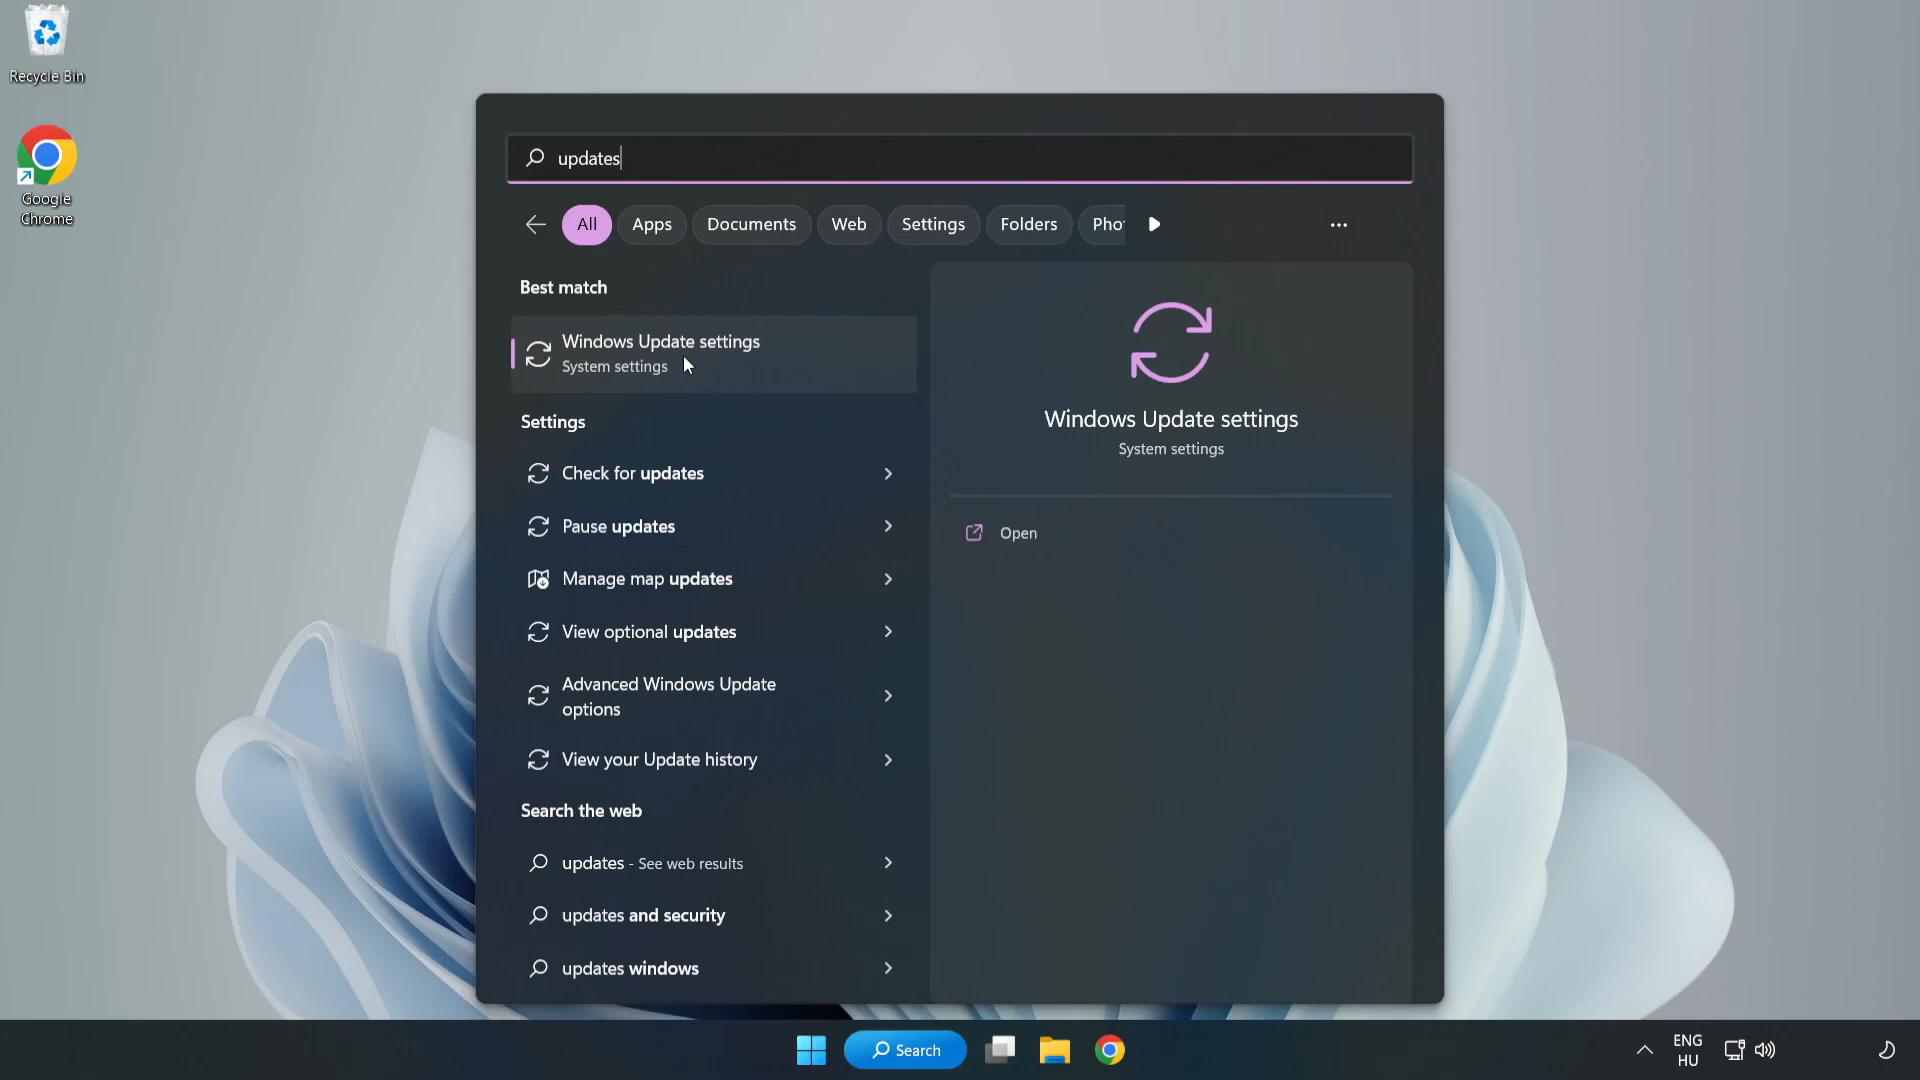 Recycle Bin
Google
Chrome
updates
All
Apps
Documents
Web
Settings
Folders
Pho
Best match
Windows Update settings
System settings
Settings
Check for updates
Pause updates
Manage map updates
View optional updates
Advanced Windows Update
options
View your Update history
Search the web
updates - See web results
updates and security
updates windows
Windows Update settings
System settings
Open
Search
ENG
HU